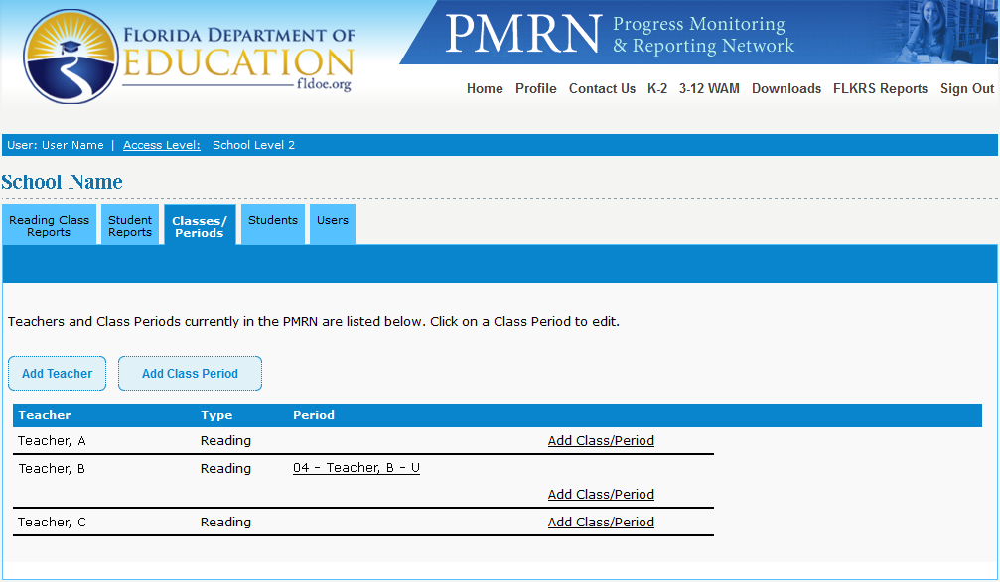 FLORIDA DEPARTMENT OF
EDUCATION
fldoe.org
PMRN Progress Monitoring
& Reporting Network
Home Profile Contact Us K-2 3-12 WAM Downloads FLKRS Reports Sign Out
User: User Name | Access Level: School Level 2
School Name
Reading Class Reports
Student Reports
Classes/ Periods
Students
Users
Teachers and Class Periods currently in the PMRN are listed below. Click on a Class Period to edit.
Add Teacher Add Class Period
Teacher Type Period
Teacher, A Reading Add Class/Period
Teacher, B Reading 04 - Teacher, B - U
Add Class/Period
Teacher, C Reading Add Class/Period